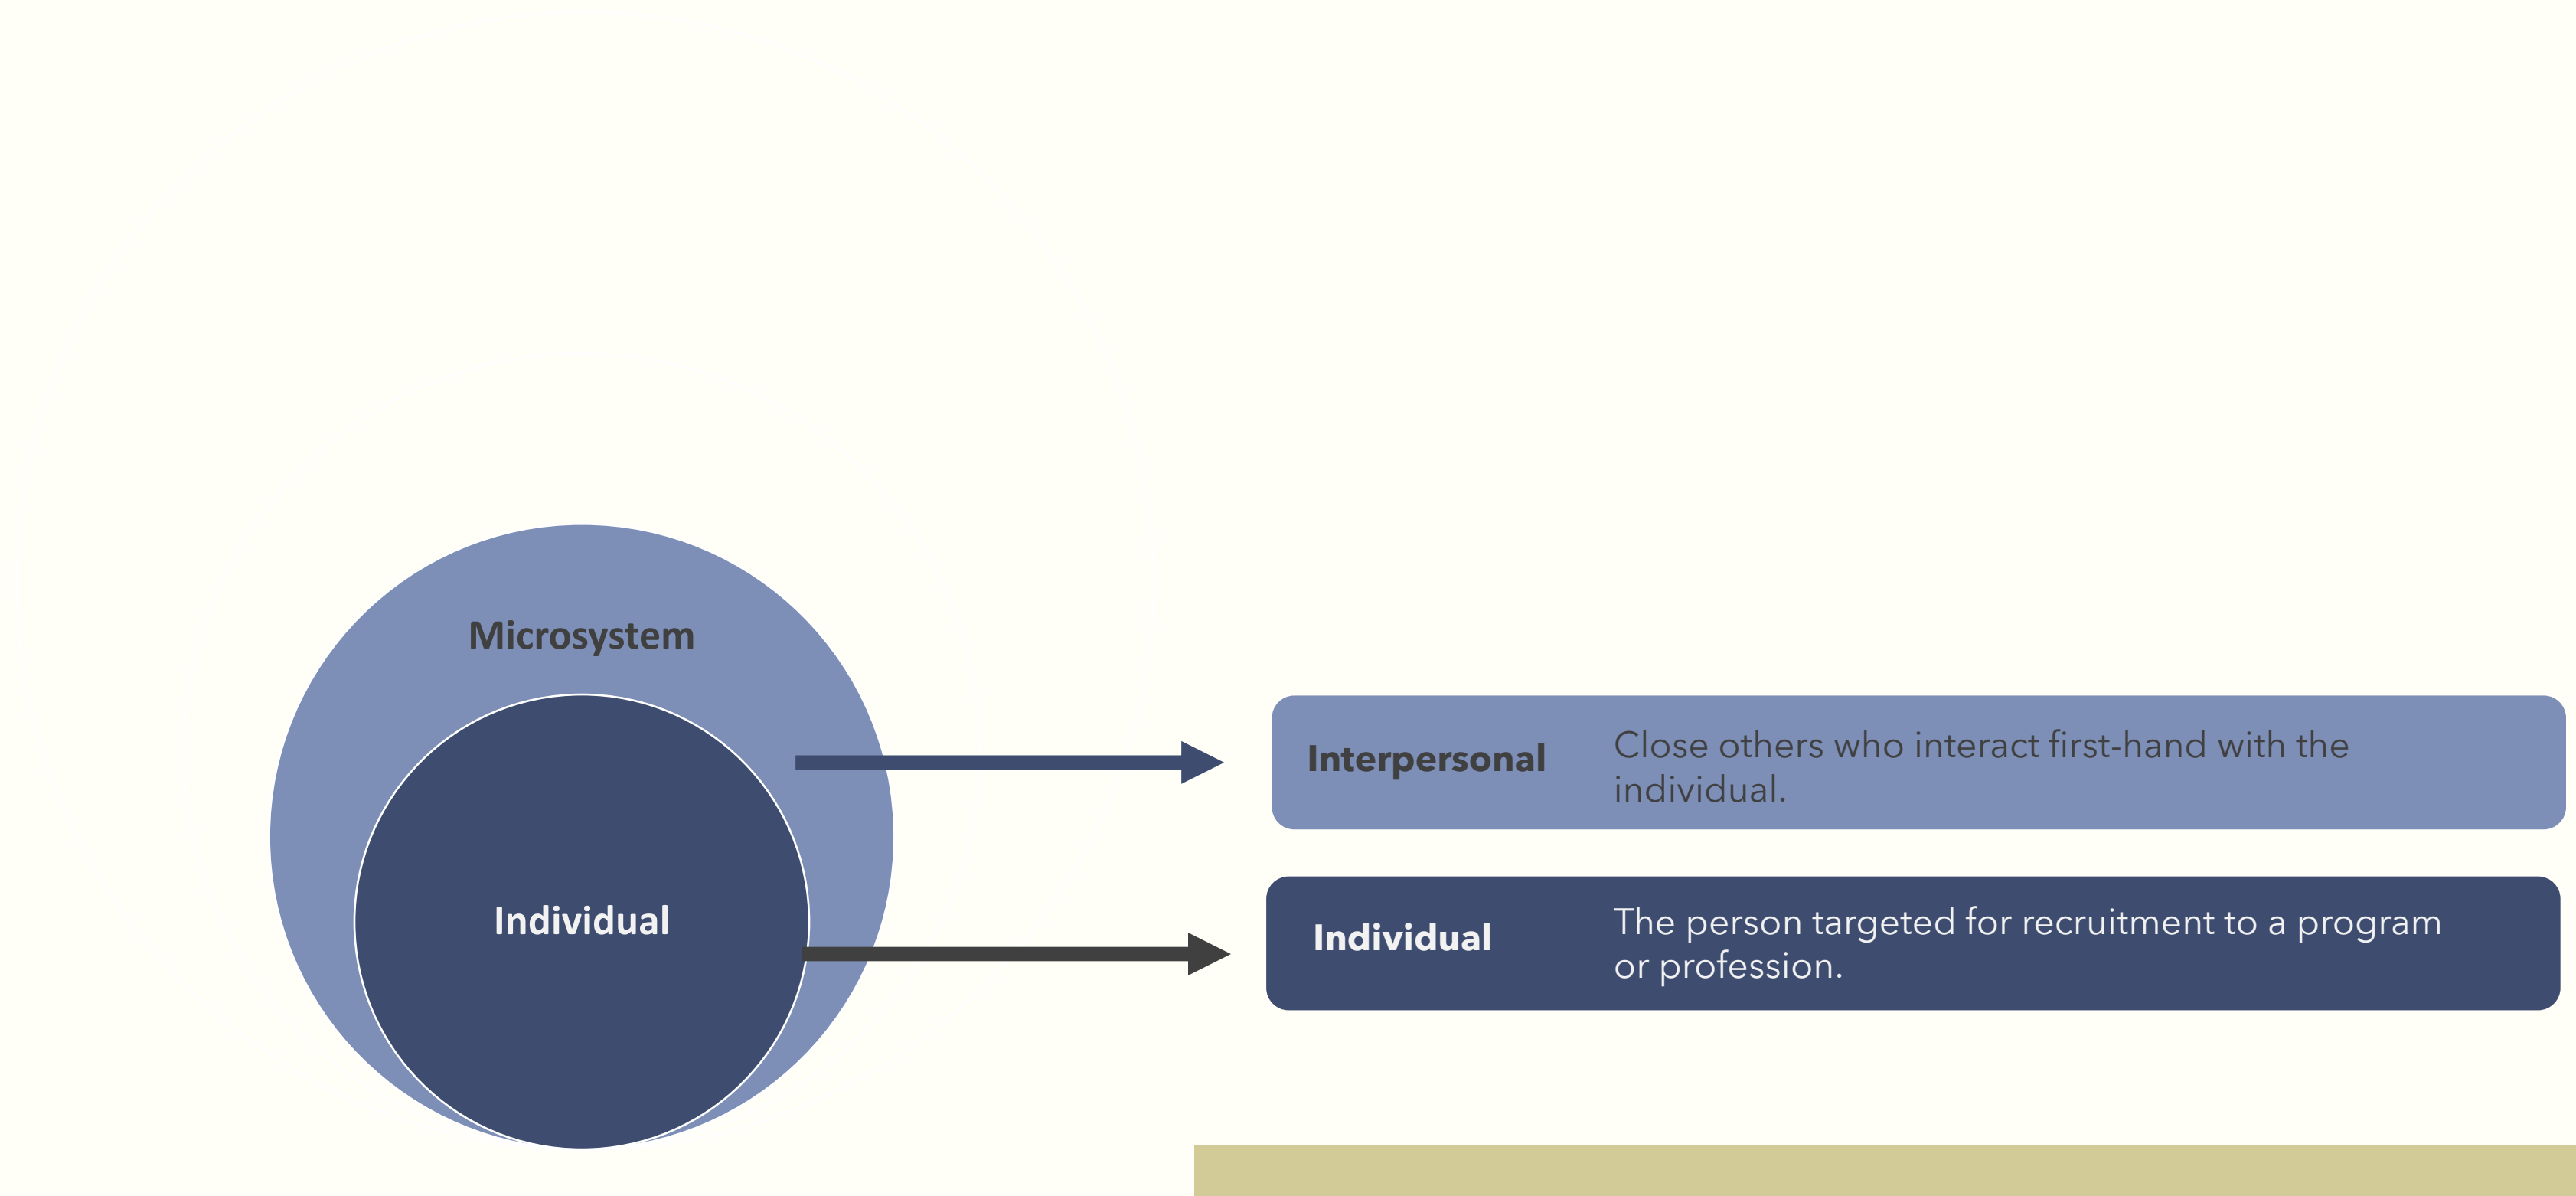 Microsystem
Individual
Interpersonal
Close others who interact first-hand with the
individual.
Individual
The person targeted for recruitment to a program
or profession.